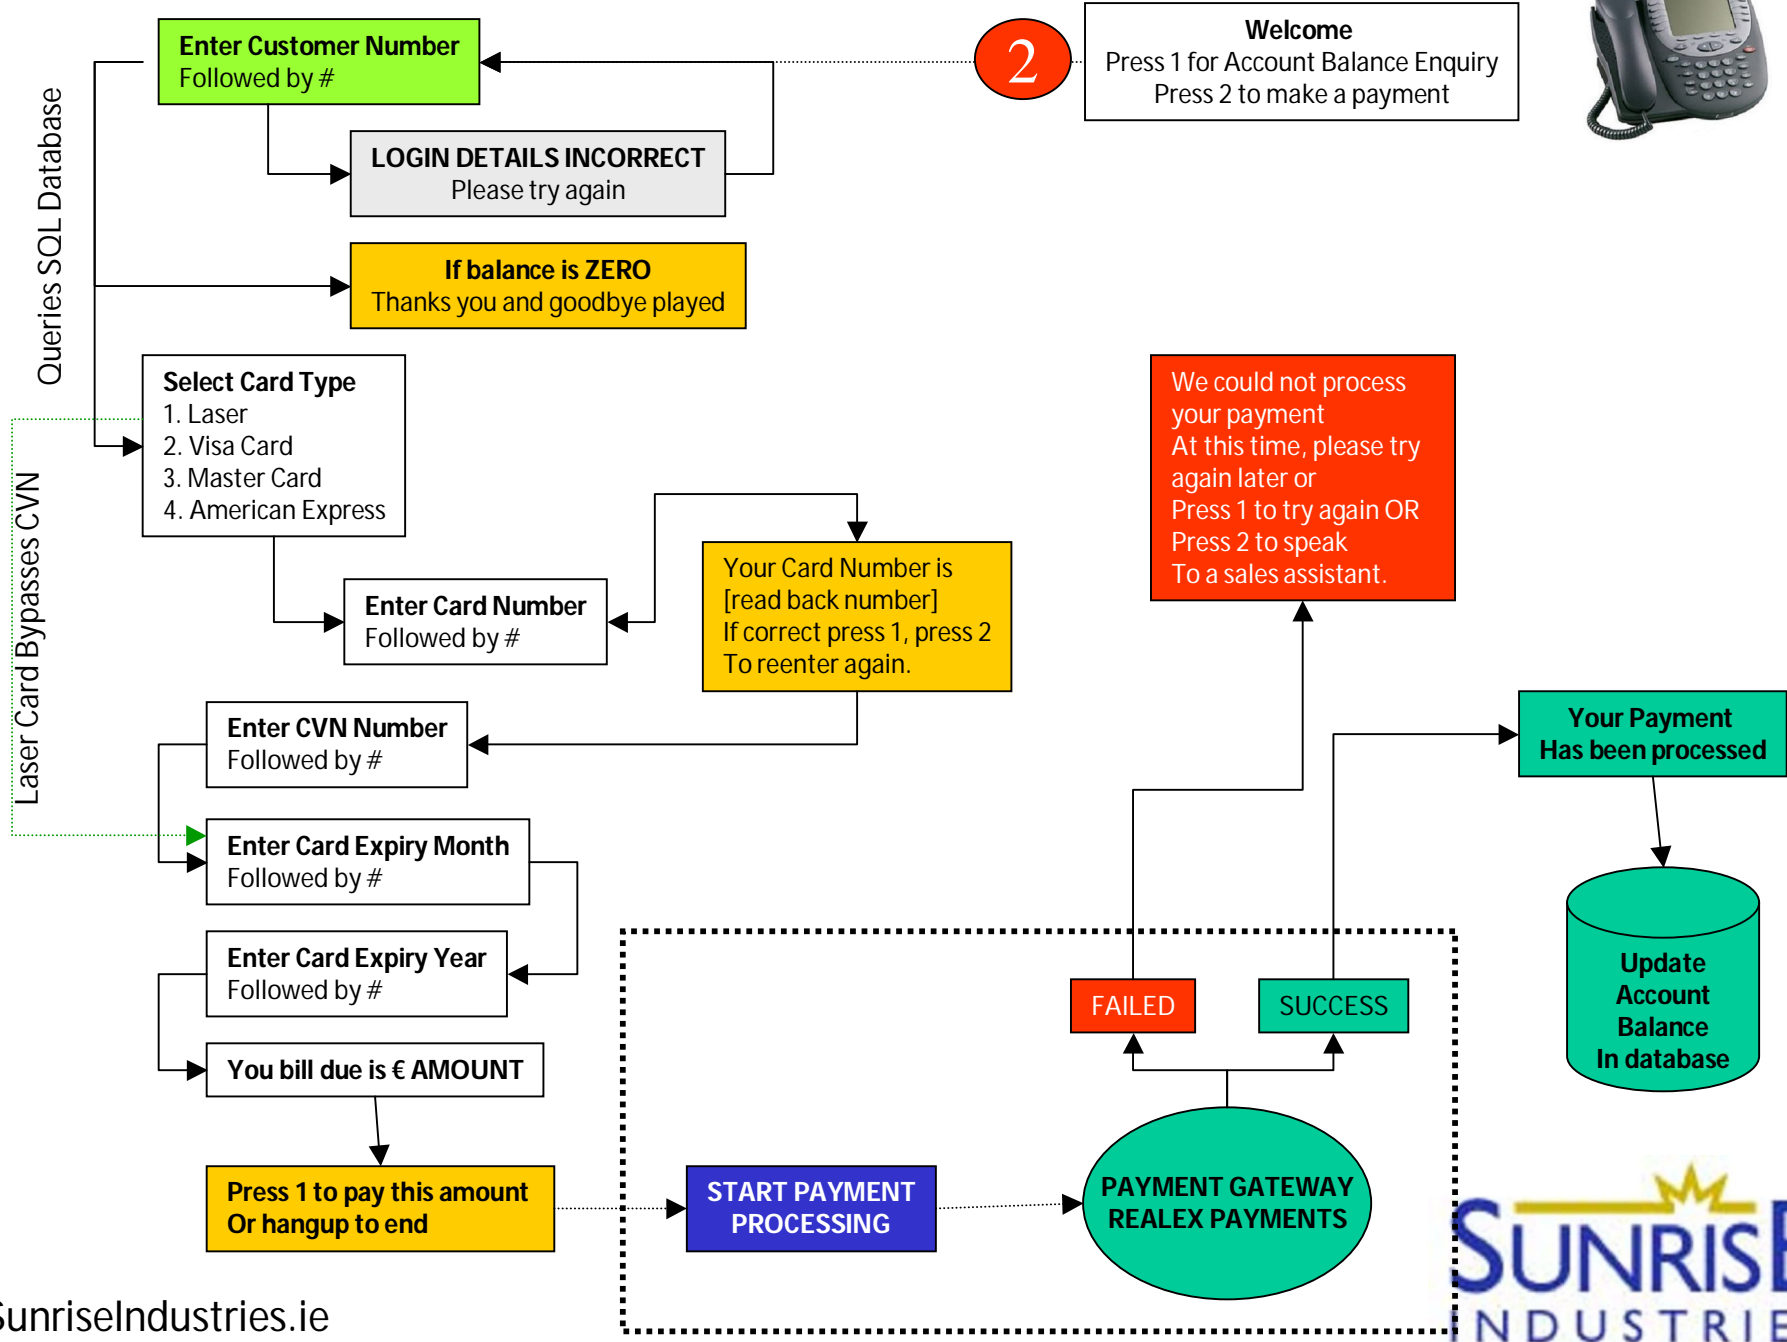 Welcome
Press 1 for Account Balance Enquiry
Press 2 to make a payment
2
Enter Customer Number
Followed by #
LOGIN DETAILS INCORRECT
Please try again
Queries SQL Database
If balance is ZERO
Thanks you and goodbye played
Select Card Type
1. Laser
2. Visa Card
3. Master Card
4. American Express
Laser Card Bypasses CVN
Enter Card Number
Followed by #
Your Card Number is
[read back number]
If correct press 1, press 2
To reenter again.
Enter CVN Number
Followed by #
Enter Card Expiry Month
Followed by #
Enter Card Expiry Year
Followed by #
You bill due is € AMOUNT
Press 1 to pay this amount
Or hangup to end
START PAYMENT
PROCESSING
PAYMENT GATEWAY
REALEX PAYMENTS
FAILED
SUCCESS
We could not process
your payment
At this time, please try
again later or
Press 1 to try again OR
Press 2 to speak
To a sales assistant.
Your Payment
Has been processed
Update
Account
Balance
In database
SunriseIndustries.ie
SUNRISE
INDUSTRIE